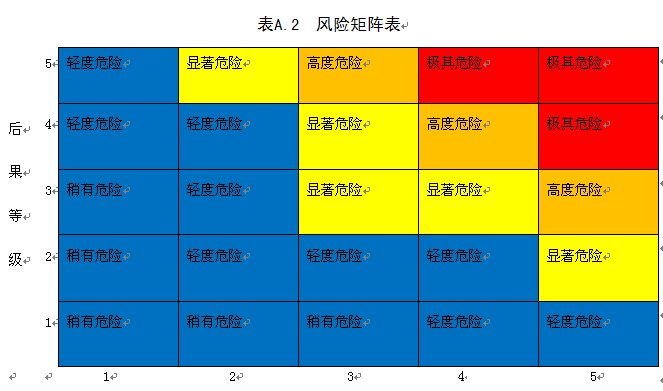 表A.2 风险矩阵表
5 轻度危险 显著危险 高度危险 极其危险 极其危险
后
4 轻度危险 轻度危险 显著危险 高度危险 极其危险
果
3 稍有危险 轻度危险 显著危险 显著危险 高度危险
等
级 2 稍有危险 轻度危险 轻度危险 轻度危险 显著危险
1 稍有危险 稍有危险 稍有危险 轻度危险 轻度危险
1 2 3 4 5